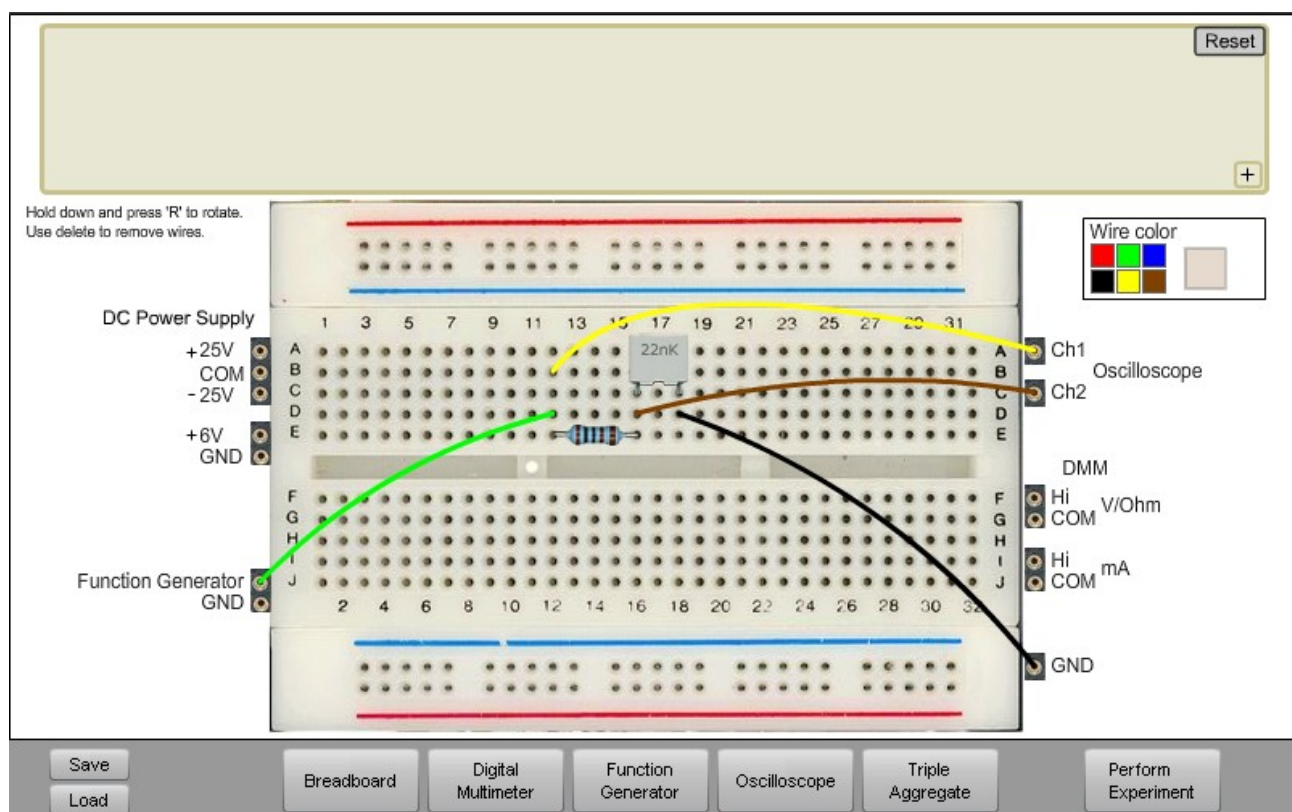 Reset
+
Hold down and press 'R' to rotate.
Use delete to remove wires.
Wire color
DC Power Supply
+25V
COM
-25V
+6V
GND
1 3 5 7 9 11 13 15 17 19 21 23 25 27 29 31
A A
B B
C C
D D
E E
22nK
Ch1
Oscilloscope
Ch2
DMM
F F
G G
H H
I I
J J
Hi
V/Ohm
COM
Hi
mA
COM
Function Generator
GND
2 4 6 8 10 12 14 16 18 20 22 24 26 28 30 32
GND
Save
Load
Breadboard
Digital
Multimeter
Function
Generator
Oscilloscope
Triple
Aggregate
Perform
Experiment